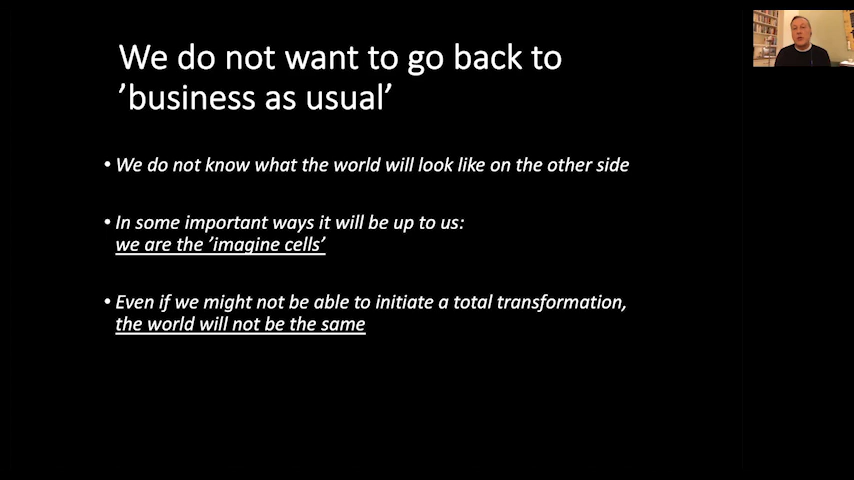 We do not want to go back to
’business as usual’
• We do not know what the world will look like on the other side
• In some important ways it will be up to us:
we are the ’imagine cells’
• Even if we might not be able to initiate a total transformation,
the world will not be the same